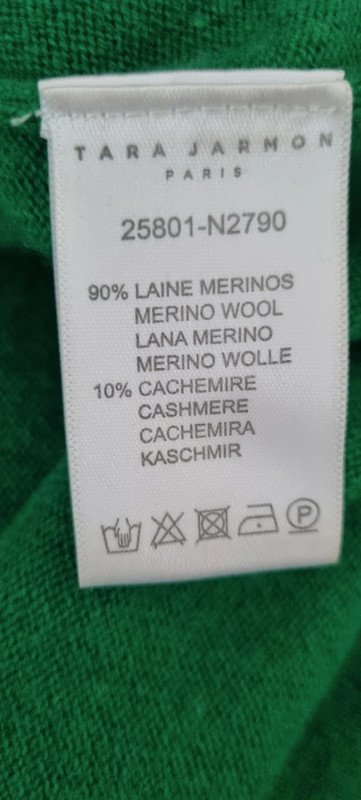 TARA JARMON
PARIS
25801-N2790
90% LAINE MERINOS
MERINO WOOL
LANA MERINO
MERINO WOLLE
10% CACHEMIRE
CASHMERE
CACHEMIRA
KASCHMIR
P